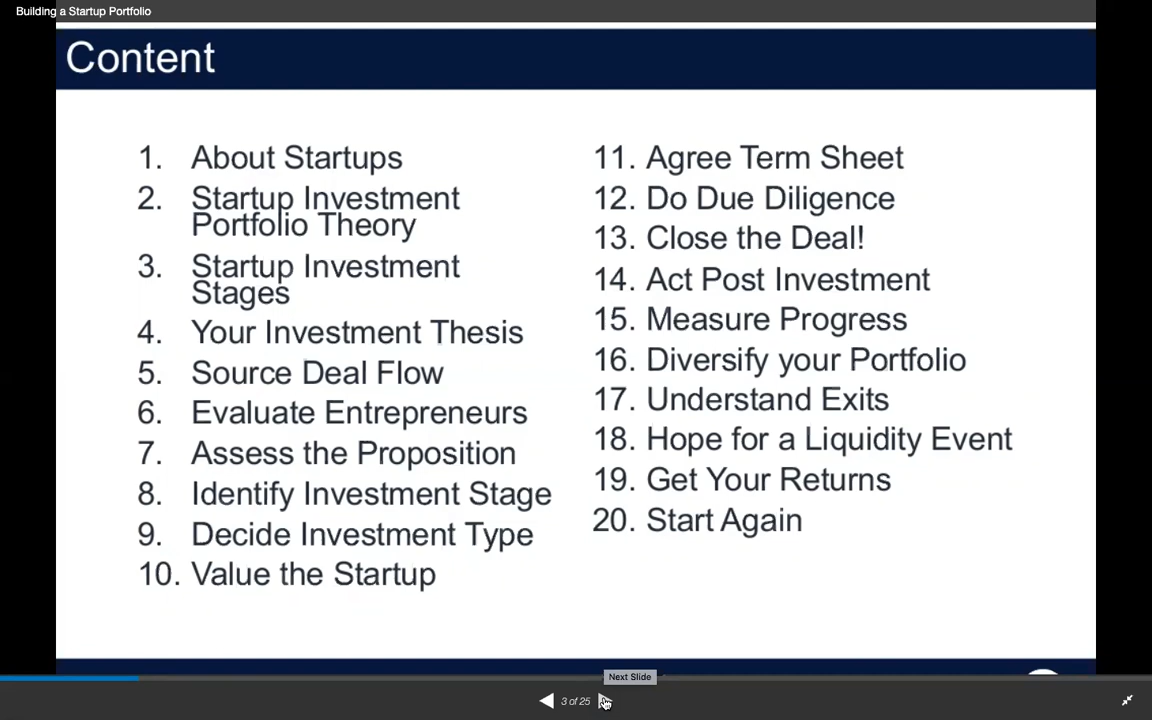 Building a Startup Portfolio
Content
1. About Startups
2. Startup Investment
Portfolio Theory
3. Startup Investment
Stages
4. Your Investment Thesis
5. Source Deal Flow
6. Evaluate Entrepreneurs
7. Assess the Proposition
8. Identify Investment Stage
9. Decide Investment Type
10. Value the Startup
11. Agree Term Sheet
12. Do Due Diligence
13. Close the Deal!
14. Act Post Investment
15. Measure Progress
16. Diversify your Portfolio
17. Understand Exits
18. Hope for a Liquidity Event
19. Get Your Returns
20. Start Again
Next Slide
3 of 25